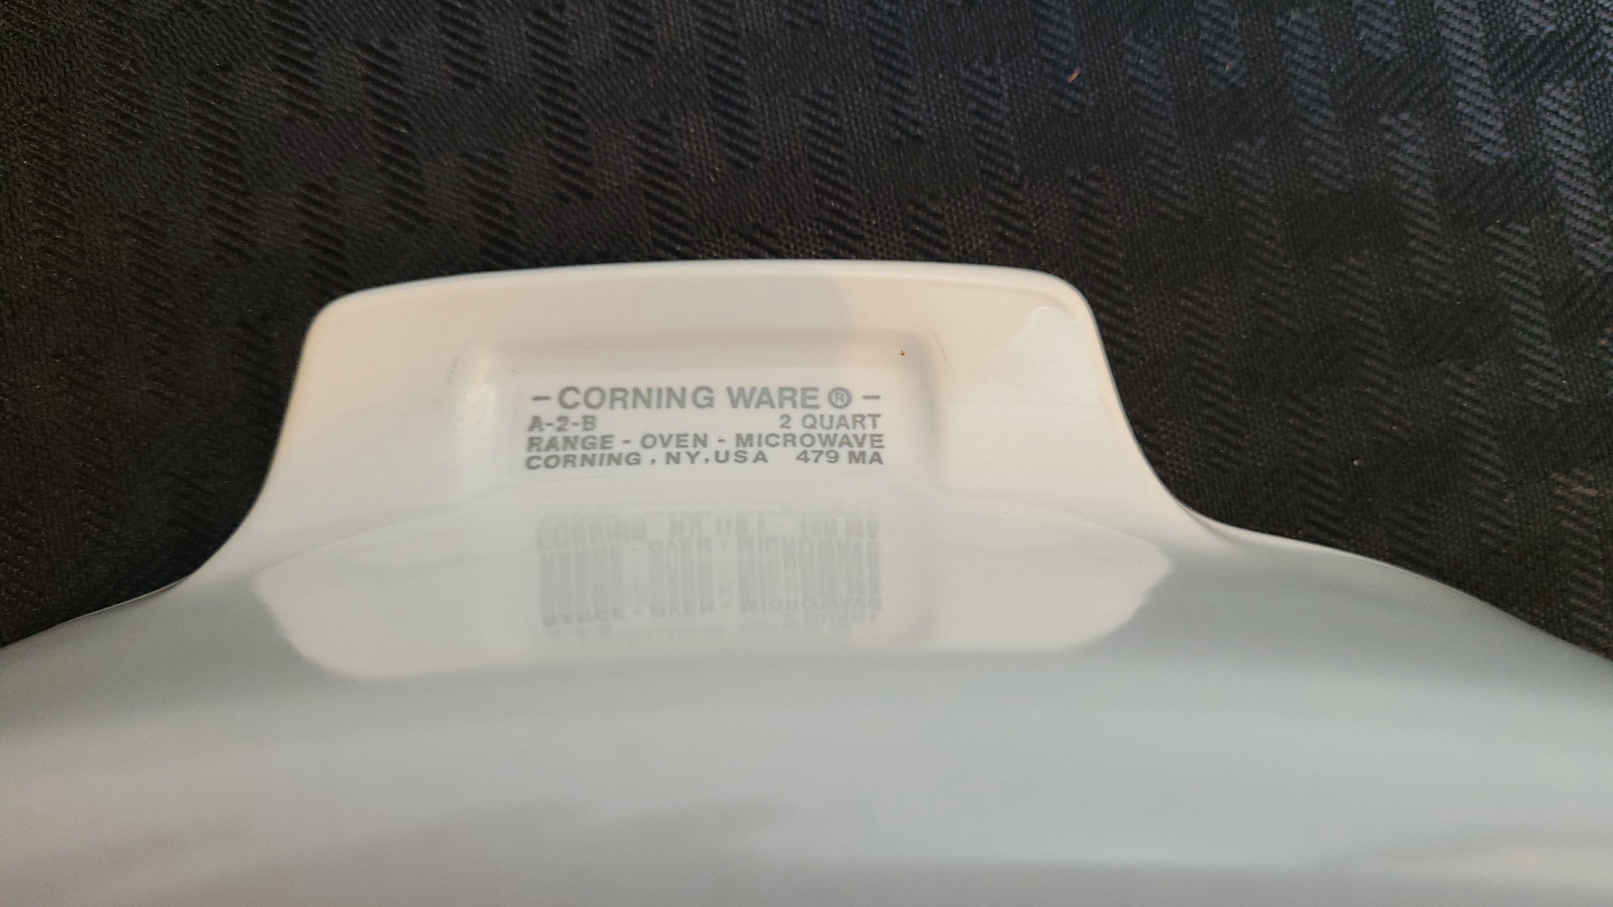 - CORNING WARE ® -
A-2-B 2 QUART
RANGE - OVEN - MICROWAVE
CORNING , NY , USA 479 MA